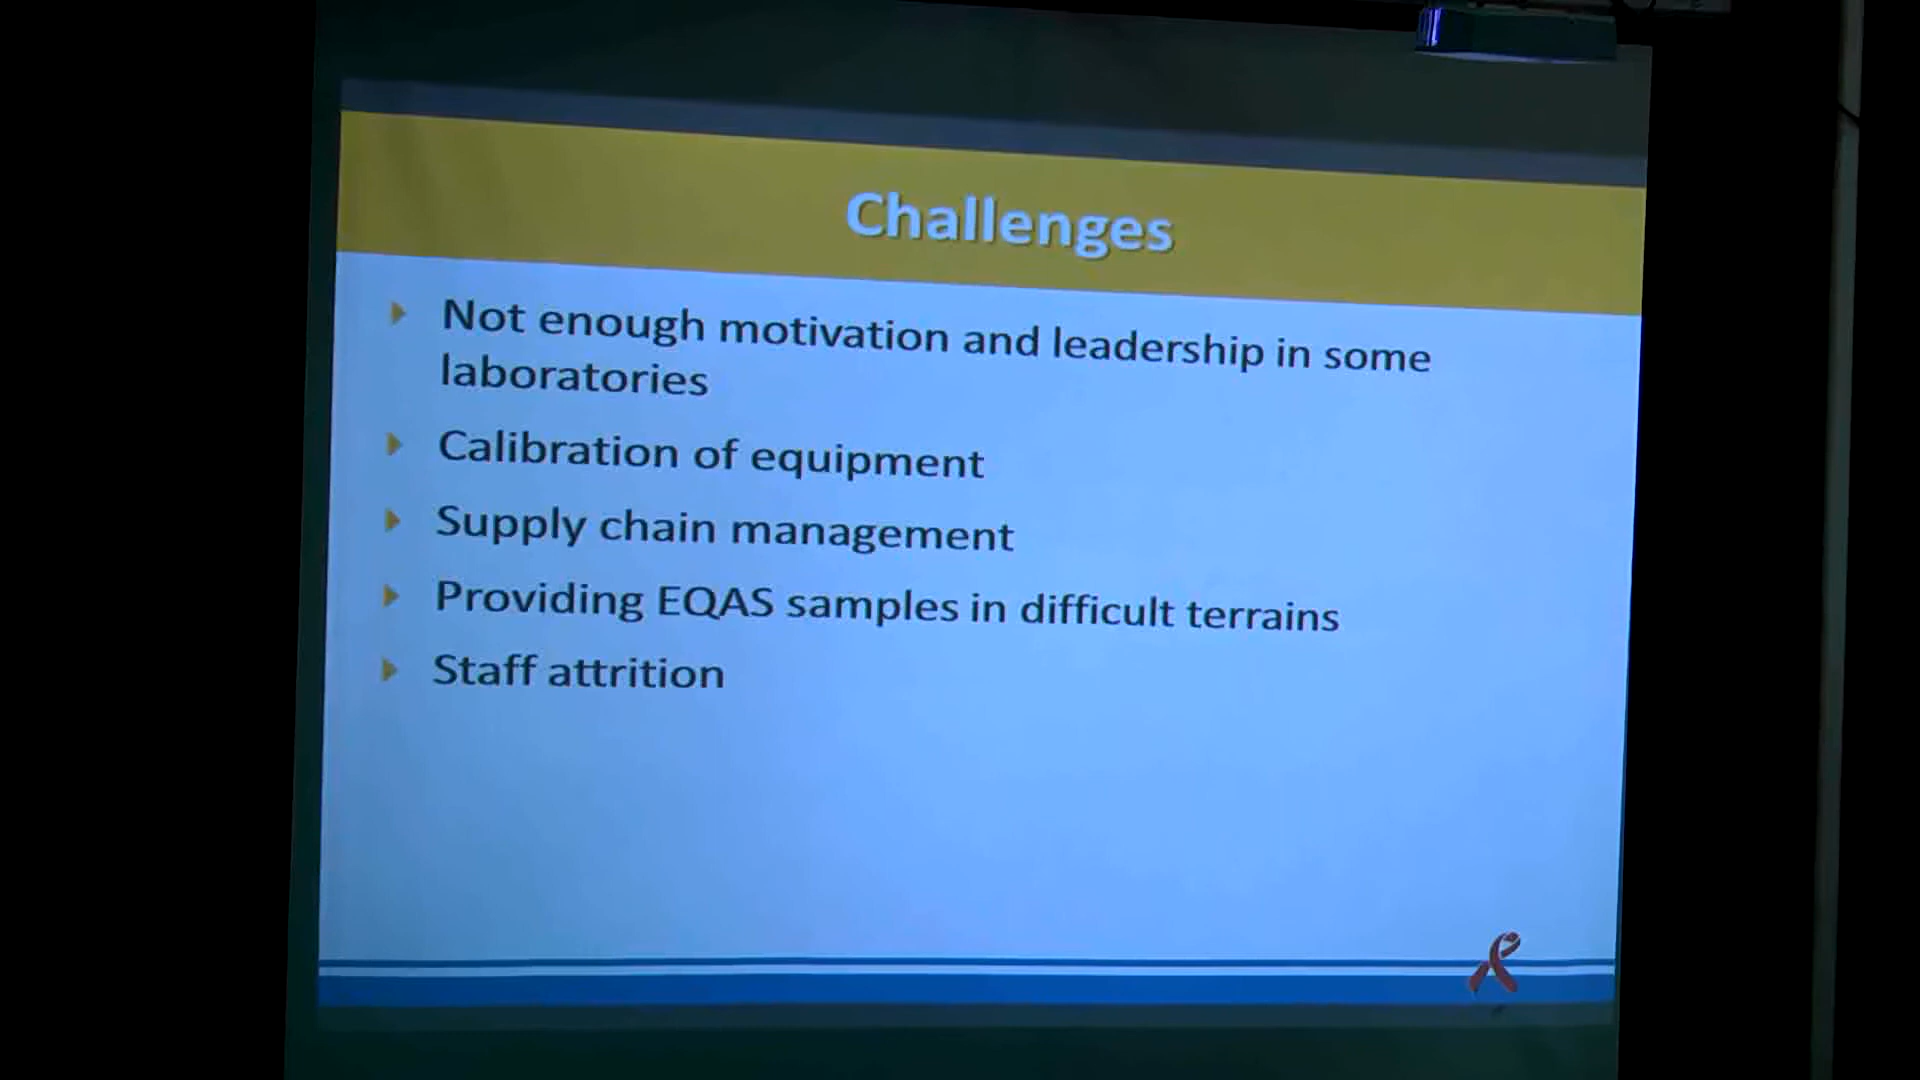 Challenges
Not enough motivation and leadership in some
laboratories
Calibration of equipment
Supply chain management
Providing EQAS samples in difficult terrains
Staff attrition